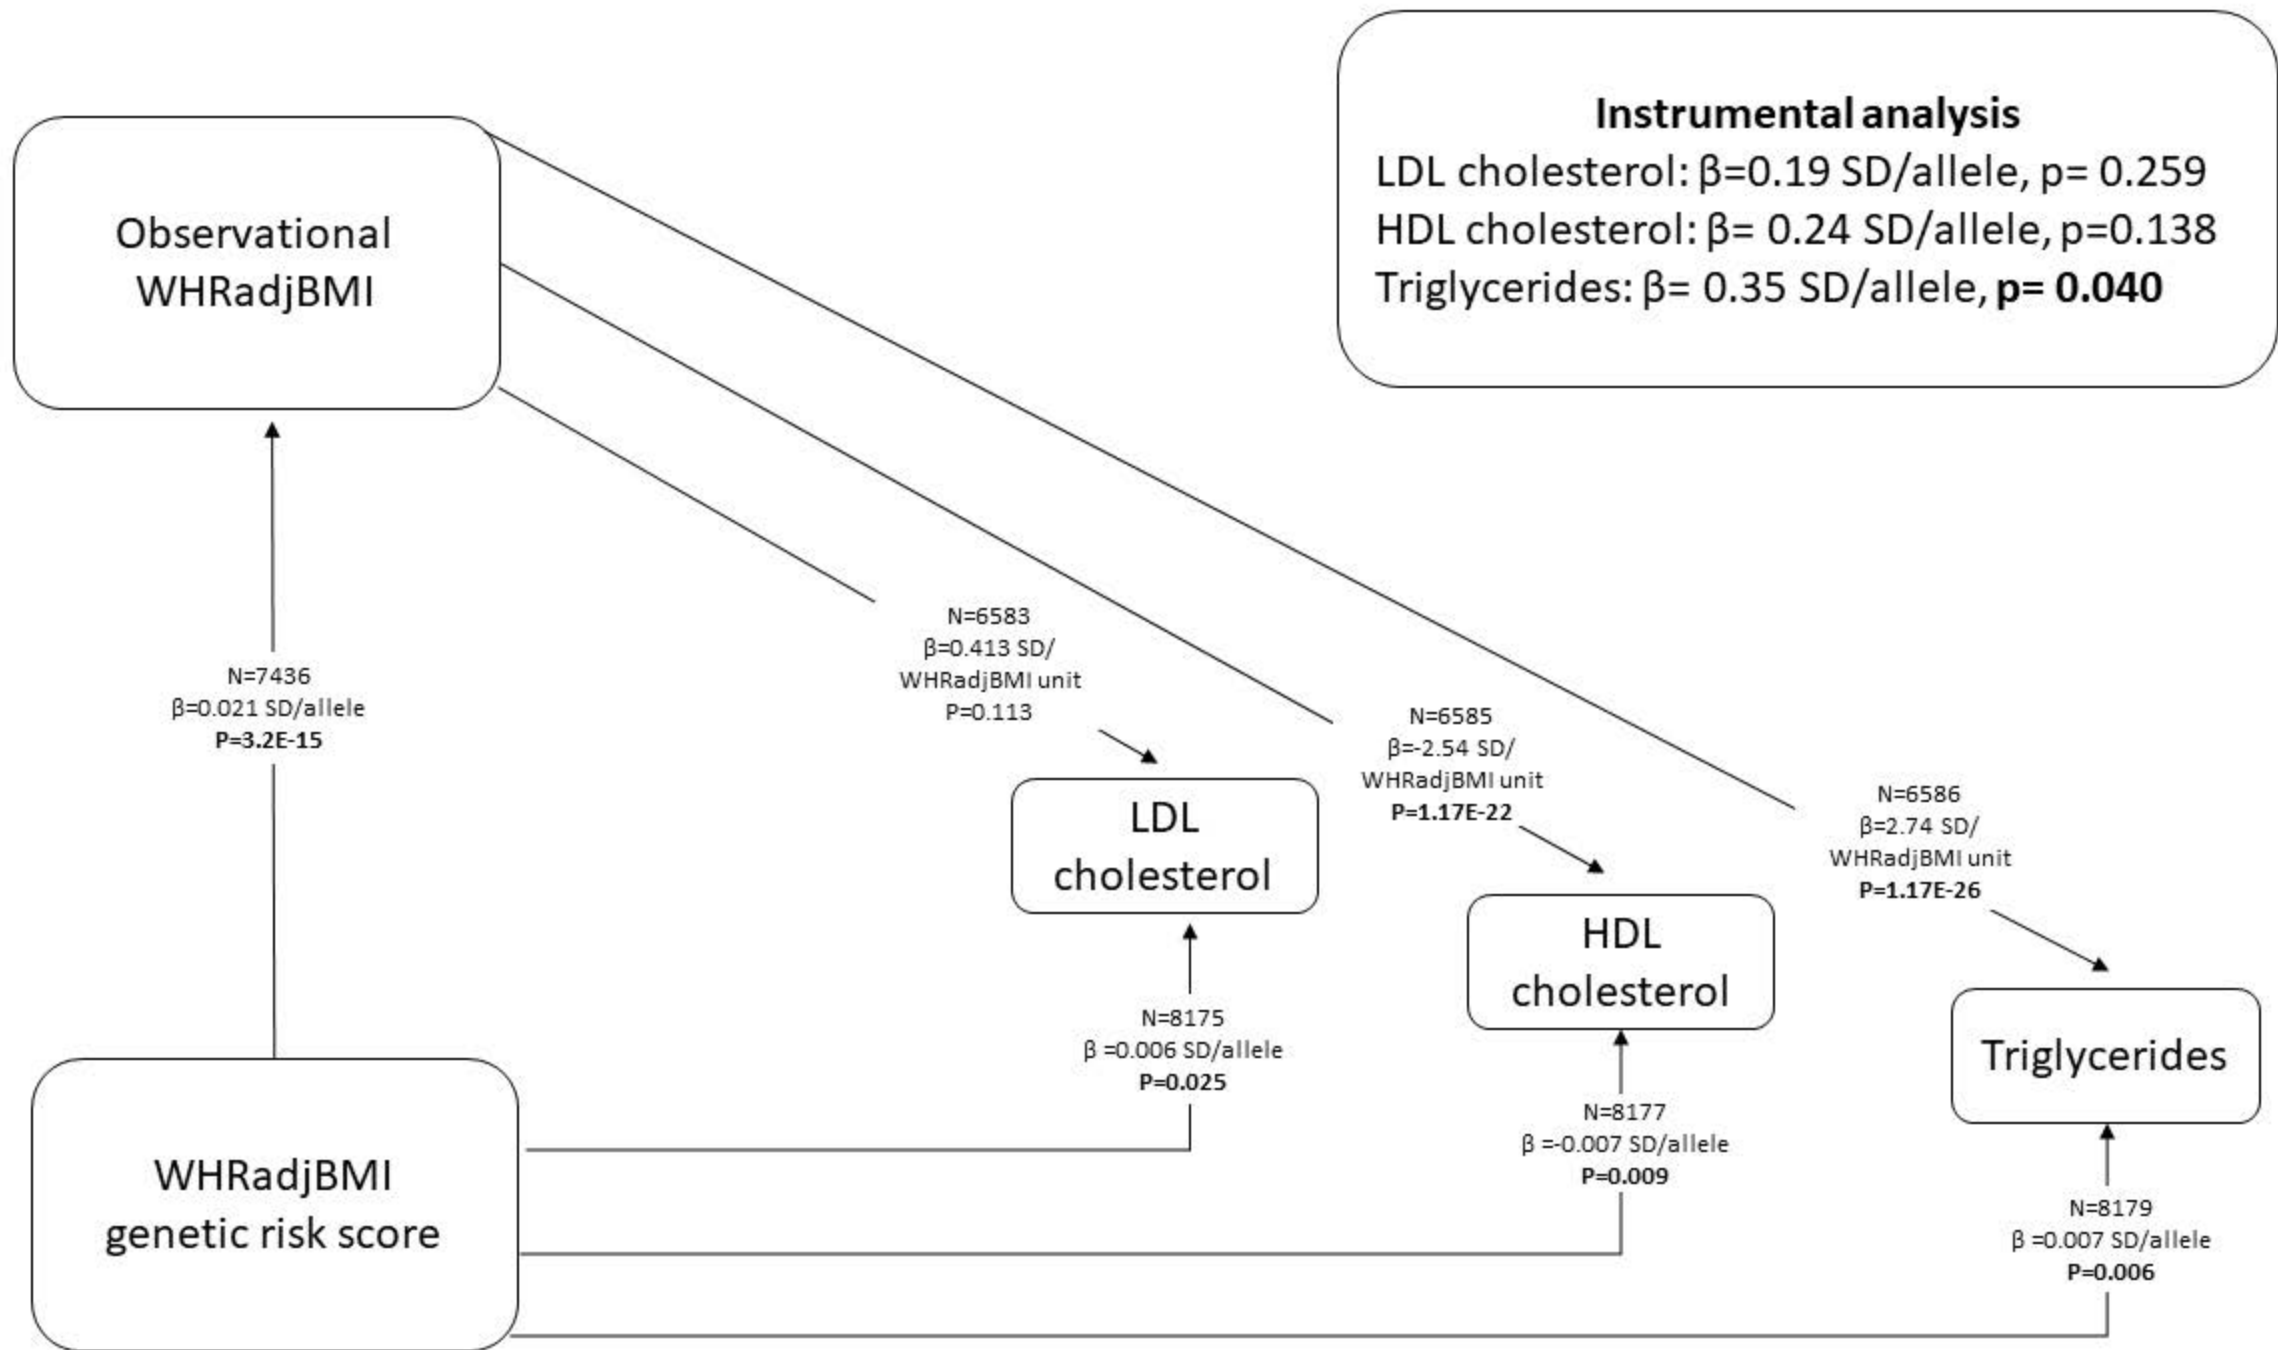 Instrumental analysis
LDL cholesterol: β=0.19 SD/allele, p= 0.259
HDL cholesterol: β= 0.24 SD/allele, p=0.138
Triglycerides: β= 0.35 SD/allele, p= 0.040
Observational
WHRadjBMI
N=6583
β=0.413 SD/
WHRadjBMI unit
P=0.113
N=7436
β=0.021 SD/allele
P=3.2E-15
N=6585
β=-2.54 SD/
WHRadjBMI unit
P=1.17E-22
N=6586
β=2.74 SD/
WHRadjBMI unit
P=1.17E-26
LDL
cholesterol
HDL
cholesterol
Triglycerides
N=8175
β =0.006 SD/allele
P=0.025
N=8177
β =-0.007 SD/allele
P=0.009
N=8179
β =0.007 SD/allele
P=0.006
WHRadjBMI
genetic risk score